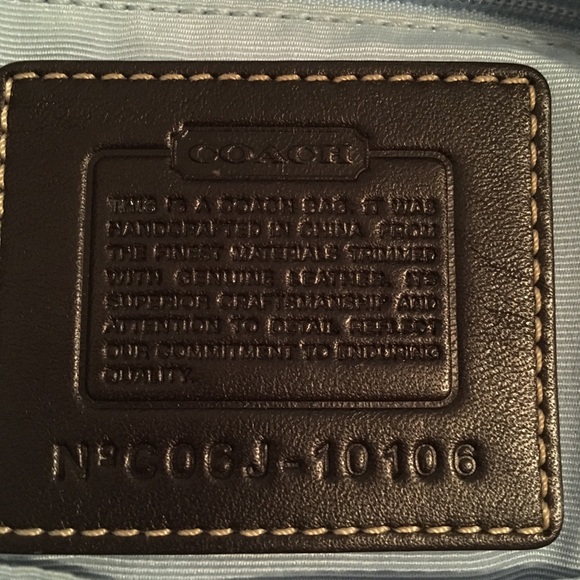 COACH
THIS IS A COACH BAG. IT WAS
HANDCRAFTED IN CHINA FROM
THE FINEST MATERIALS TRIMMED
WITH GENUINE LEATHER. ITS
SUPERIOR CRAFTSMANSHIP AND
ATTENTION TO DETAIL REFLECT
OUR COMMITMENT TO ENDURING
QUALITY.
Nº C06J-10106